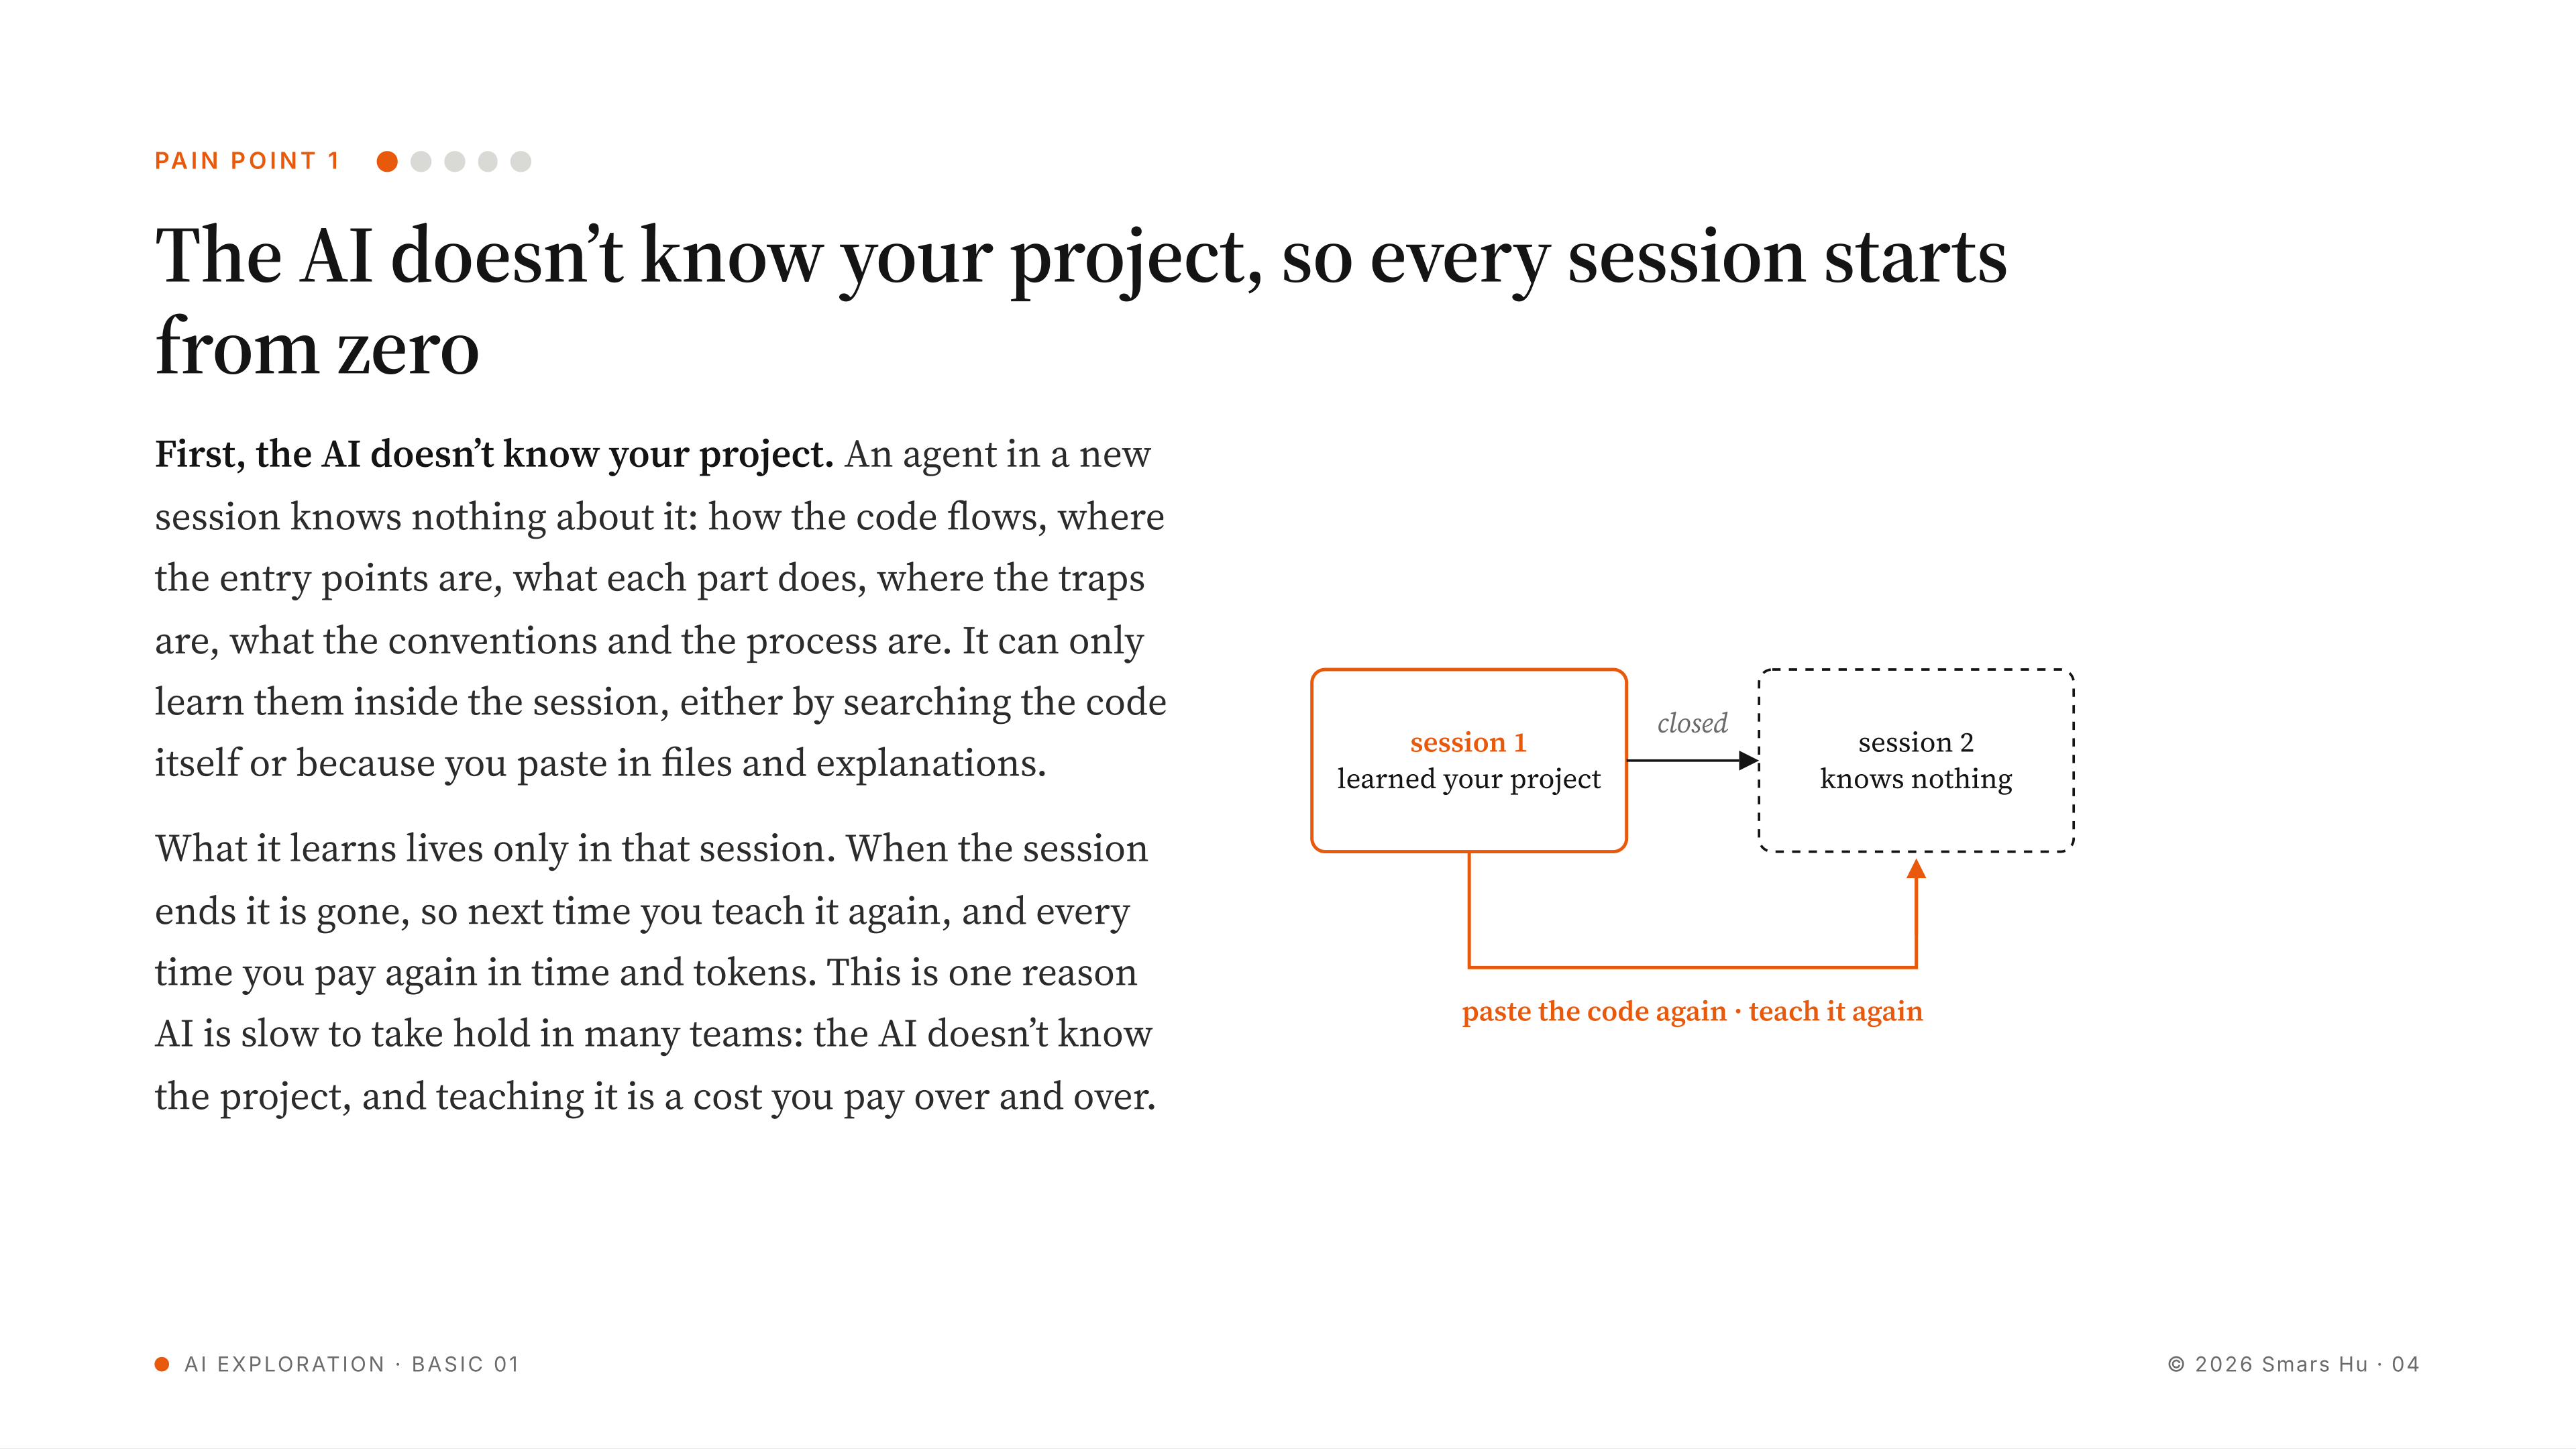 PAIN POINT 1
The AI doesn’t know your project, so every session starts
from zero
First, the AI doesn’t know your project. An agent in a new
session knows nothing about it: how the code flows, where
the entry points are, what each part does, where the traps
are, what the conventions and the process are. It can only
learn them inside the session, either by searching the code
itself or because you paste in files and explanations.
What it learns lives only in that session. When the session
ends it is gone, so next time you teach it again, and every
time you pay again in time and tokens. This is one reason
AI is slow to take hold in many teams: the AI doesn’t know
the project, and teaching it is a cost you pay over and over.
session 1
learned your project
closed
session 2
knows nothing
paste the code again · teach it again
AI EXPLORATION · BASIC 01
© 2026 Smars Hu · 04